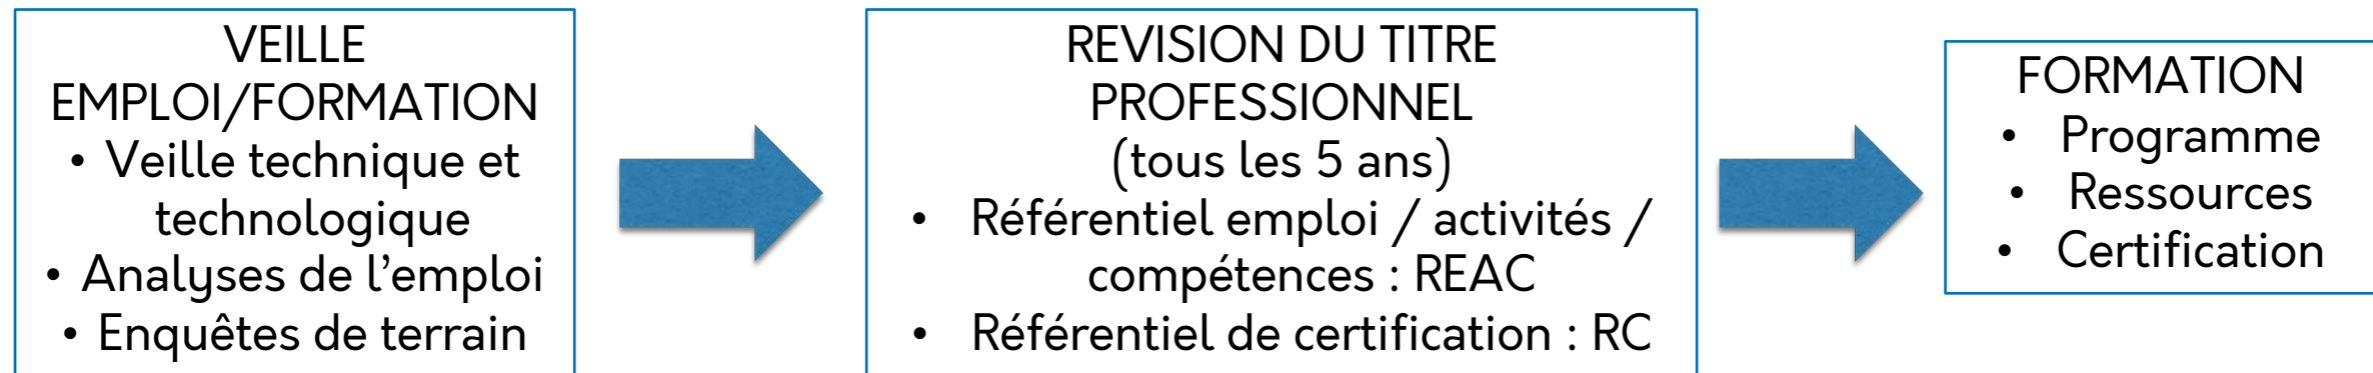 VEILLE
EMPLOI/FORMATION
• Veille technique et
technologique
• Analyses de l’emploi
• Enquêtes de terrain
REVISION DU TITRE
PROFESSIONNEL
(tous les 5 ans)
• Référentiel emploi / activités /
compétences : REAC
• Référentiel de certification : RC
FORMATION
• Programme
• Ressources
• Certification